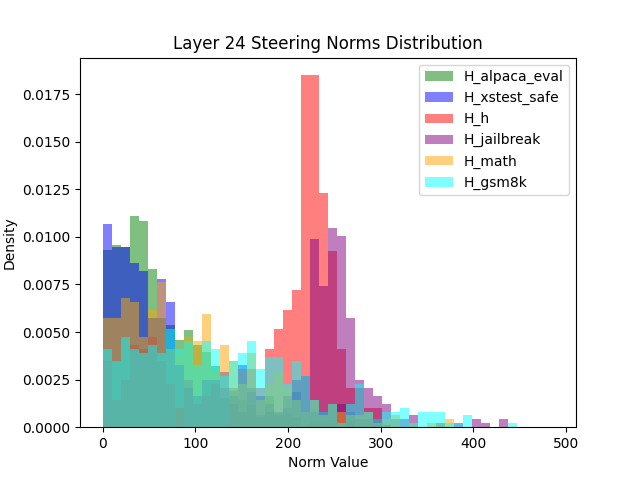 Layer 24 Steering Norms Distribution
H_alpaca_eval
H_xstest_safe
H_h
H_jailbreak
H_math
H_gsm8k
Density
0.0175
0.0150
0.0125
0.0100
0.0075
0.0050
0.0025
0.0000
0 100 200 300 400 500
Norm Value